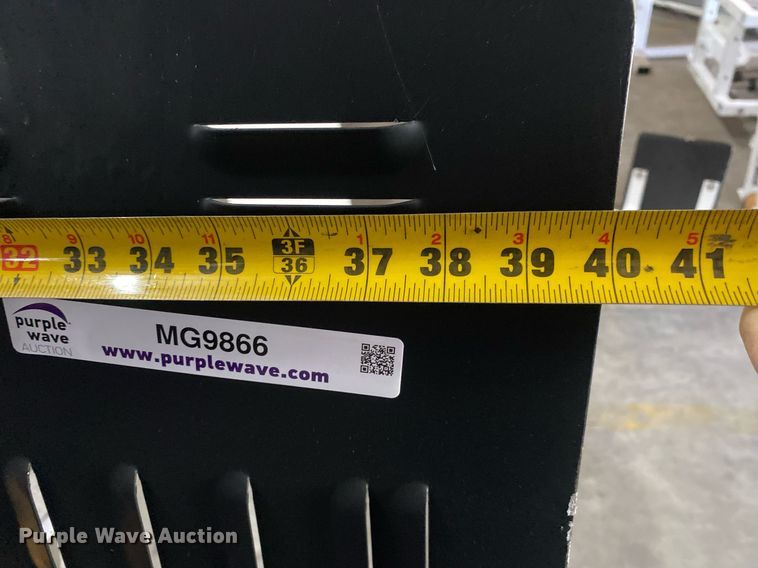 8 9 10 11 3F 1 2 3 4 5
32 33 34 35 36 37 38 39 40 41
purple
wave
AUCTION
MG9866
www.purplewave.com
Purple Wave Auction